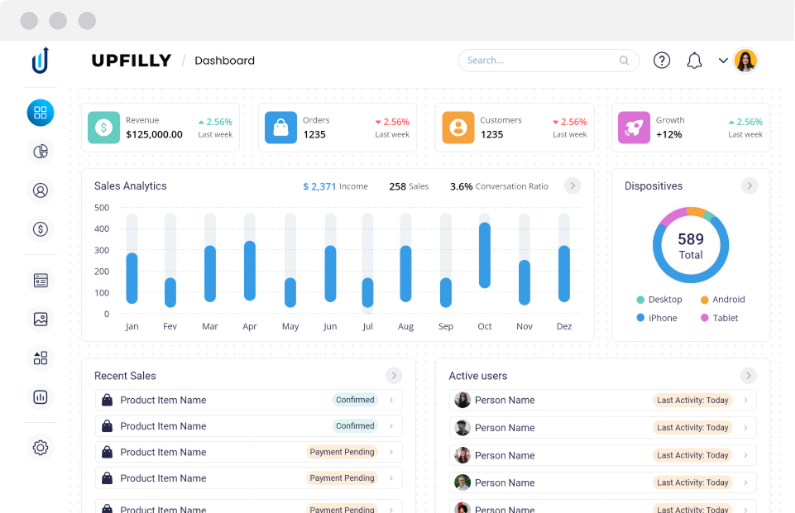 UPFILLY / Dashboard
Search...
Revenue
$125,000.00
2.56%
Last week
Orders
1235
2.56%
Last week
Customers
1235
2.56%
Last week
Growth
+12%
2.56%
Last week
Sales Analytics
$ 2,371 Income
258 Sales
3.6% Conversation Ratio
500
400
300
200
100
0
Jan Fev Mar Apr May Jun Jul Aug Sep Oct Nov Dez
Dispositives
589
Total
Desktop
Android
iPhone
Tablet
Recent Sales
Product Item Name Confirmed
Product Item Name Confirmed
Product Item Name Payment Pending
Product Item Name Payment Pending
Product Item Name Payment Pending
Active users
Person Name Last Activity: Today
Person Name Last Activity: Today
Person Name Last Activity: Today
Person Name Last Activity: Today
Person Name Last Activity: Today